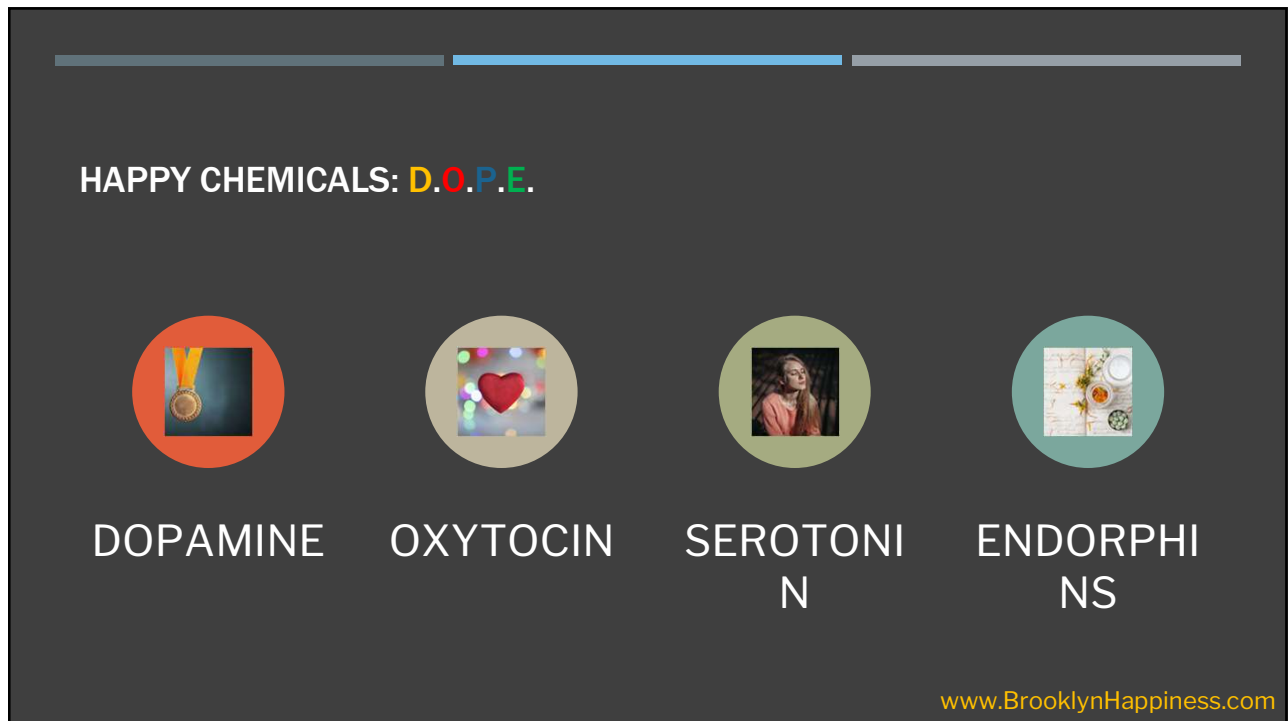 HAPPY CHEMICALS: D.O.P.E.
DOPAMINE
OXYTOCIN
SEROTONI
N
ENDORPHI
NS
www.BrooklynHappiness.com